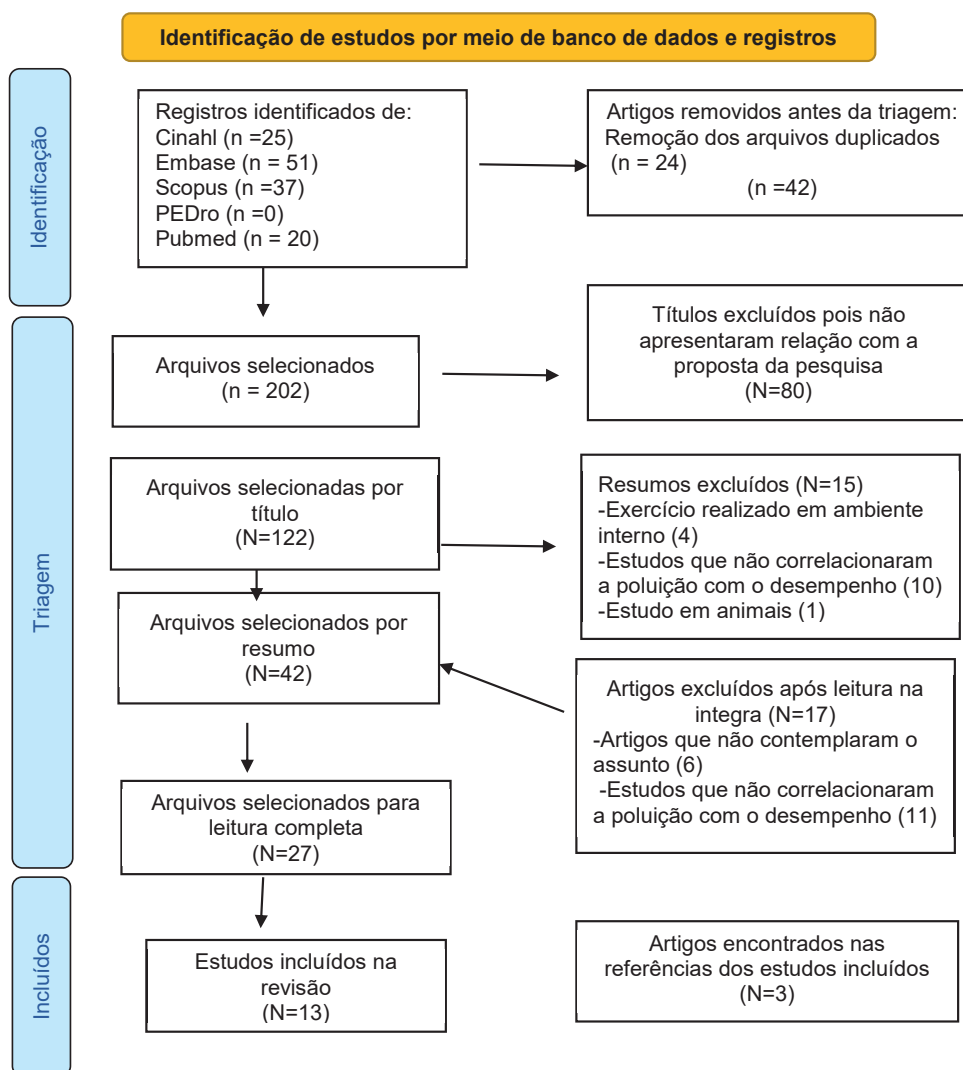 Identificação de estudos por meio de banco de dados e registros
Identificação
Registros identificados de:
Cinahl (n =25)
Embase (n = 51)
Scopus (n =37)
PEDro (n =0)
Pubmed (n = 20)
Artigos removidos antes da triagem:
Remoção dos arquivos duplicados
(n = 24)
(n =42)
Triagem
Arquivos selecionados
(n = 202)
Títulos excluídos pois não
apresentaram relação com a
proposta da pesquisa
(N=80)
Arquivos selecionadas por
título
(N=122)
Resumos excluídos (N=15)
-Exercício realizado em ambiente
interno (4)
-Estudos que não correlacionaram
a poluição com o desempenho (10)
-Estudo em animais (1)
Arquivos selecionados por
resumo
(N=42)
Artigos excluídos após leitura na
integra (N=17)
-Artigos que não contemplaram o
assunto (6)
-Estudos que não correlacionaram
a poluição com o desempenho (11)
Arquivos selecionados para
leitura completa
(N=27)
Incluídos
Estudos incluídos na
revisão
(N=13)
Artigos encontrados nas
referências dos estudos incluídos
(N=3)